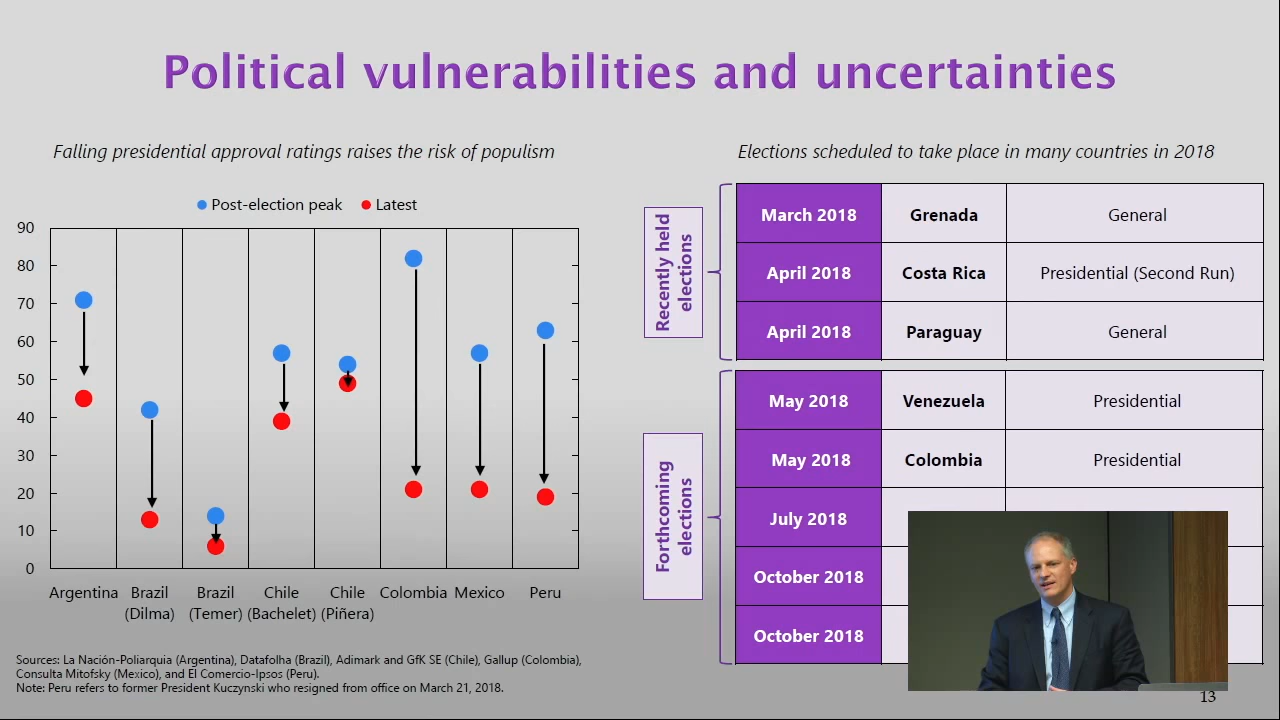 Political vulnerabilities and uncertainties
Falling presidential approval ratings raises the risk of populism
Post-election peak Latest
90
80
70
60
50
40
30
20
10
0
Argentina Brazil Brazil Chile Chile Colombia Mexico Peru
(Dilma) (Temer) (Bachelet) (Piñera)
Sources: La Nación-Poliarquia (Argentina), Datafolha (Brazil), Adimark and GfK SE (Chile), Gallup (Colombia),
Consulta Mitofsky (Mexico), and El Comercio-Ipsos (Peru).
Note: Peru refers to former President Kuczynski who resigned from office on March 21, 2018.
Elections scheduled to take place in many countries in 2018
Recently held
elections
March 2018 Grenada General
April 2018 Costa Rica Presidential (Second Run)
April 2018 Paraguay General
Forthcoming
elections
May 2018 Venezuela Presidential
May 2018 Colombia Presidential
July 2018
October 2018
October 2018
13